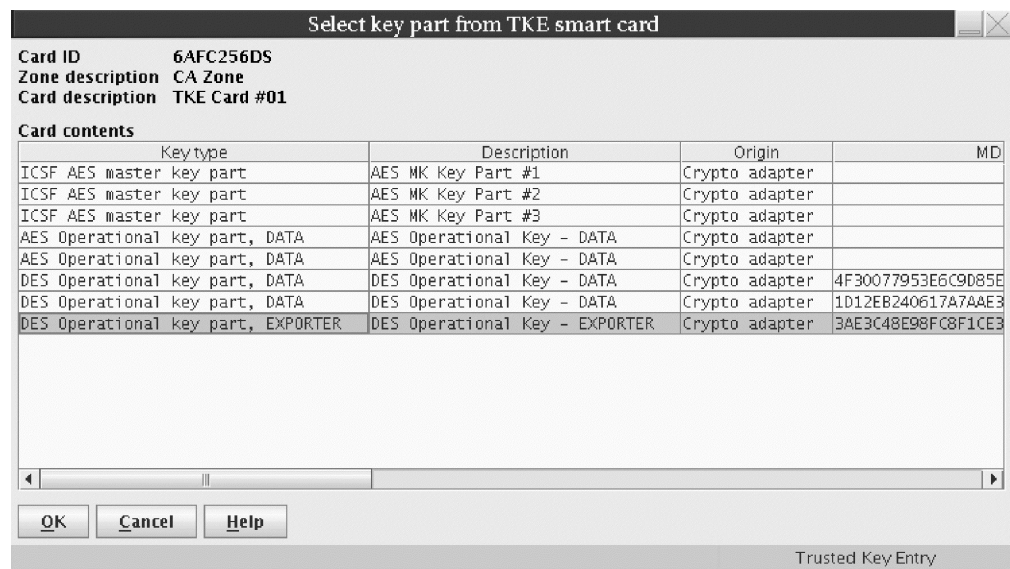 Select key part from TKE smart card
Card ID 6AFC256DS
Zone description CA Zone
Card description TKE Card #01
Card contents
Key type Description Origin MD
ICSF AES master key part AES MK Key Part #1 Crypto adapter
ICSF AES master key part AES MK Key Part #2 Crypto adapter
ICSF AES master key part AES MK Key Part #3 Crypto adapter
AES Operational key part, DATA AES Operational Key - DATA Crypto adapter
AES Operational key part, DATA AES Operational Key - DATA Crypto adapter
DES Operational key part, DATA DES Operational Key - DATA Crypto adapter 4F30077953E6C9D85E
DES Operational key part, DATA DES Operational Key - DATA Crypto adapter 1D12EB240617A7AAE3
DES Operational key part, EXPORTER DES Operational Key - EXPORTER Crypto adapter 3AE3C48E98FC8F1CE3
OK Cancel Help
Trusted Key Entry